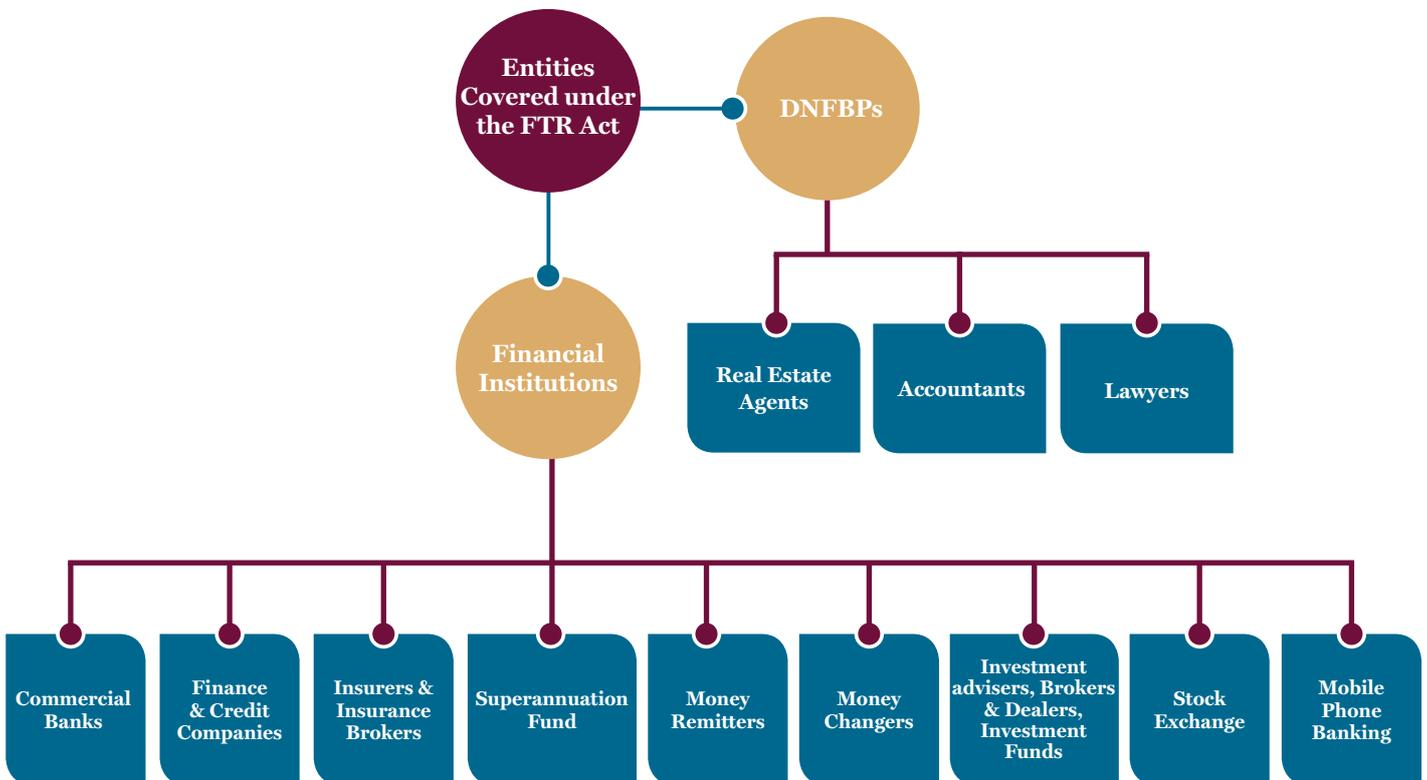 Entities
Covered under
the FTR Act
DNFBPs
Financial
Institutions
Real Estate
Agents
Accountants
Lawyers
Commercial
Banks
Finance
& Credit
Companies
Insurers &
Insurance
Brokers
Superannuation
Fund
Money
Remitters
Money
Changers
Investment
advisers, Brokers
& Dealers,
Investment
Funds
Stock
Exchange
Mobile
Phone
Banking